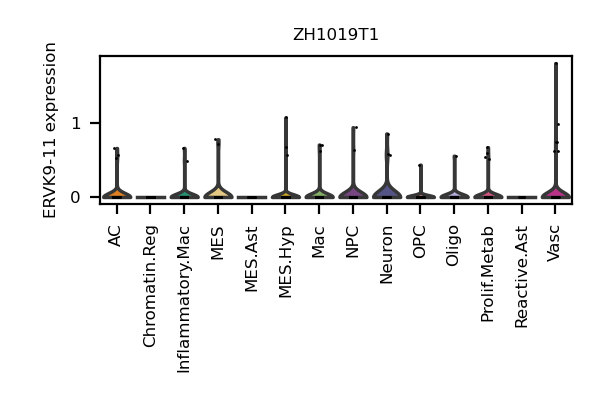 ZH1019T1
ERVK9-11 expression
1
0
AC
Chromatin.Reg
Inflammatory.Mac
MES
MES.Ast
MES.Hyp
Mac
NPC
Neuron
OPC
Oligo
Prolif.Metab
Reactive.Ast
Vasc